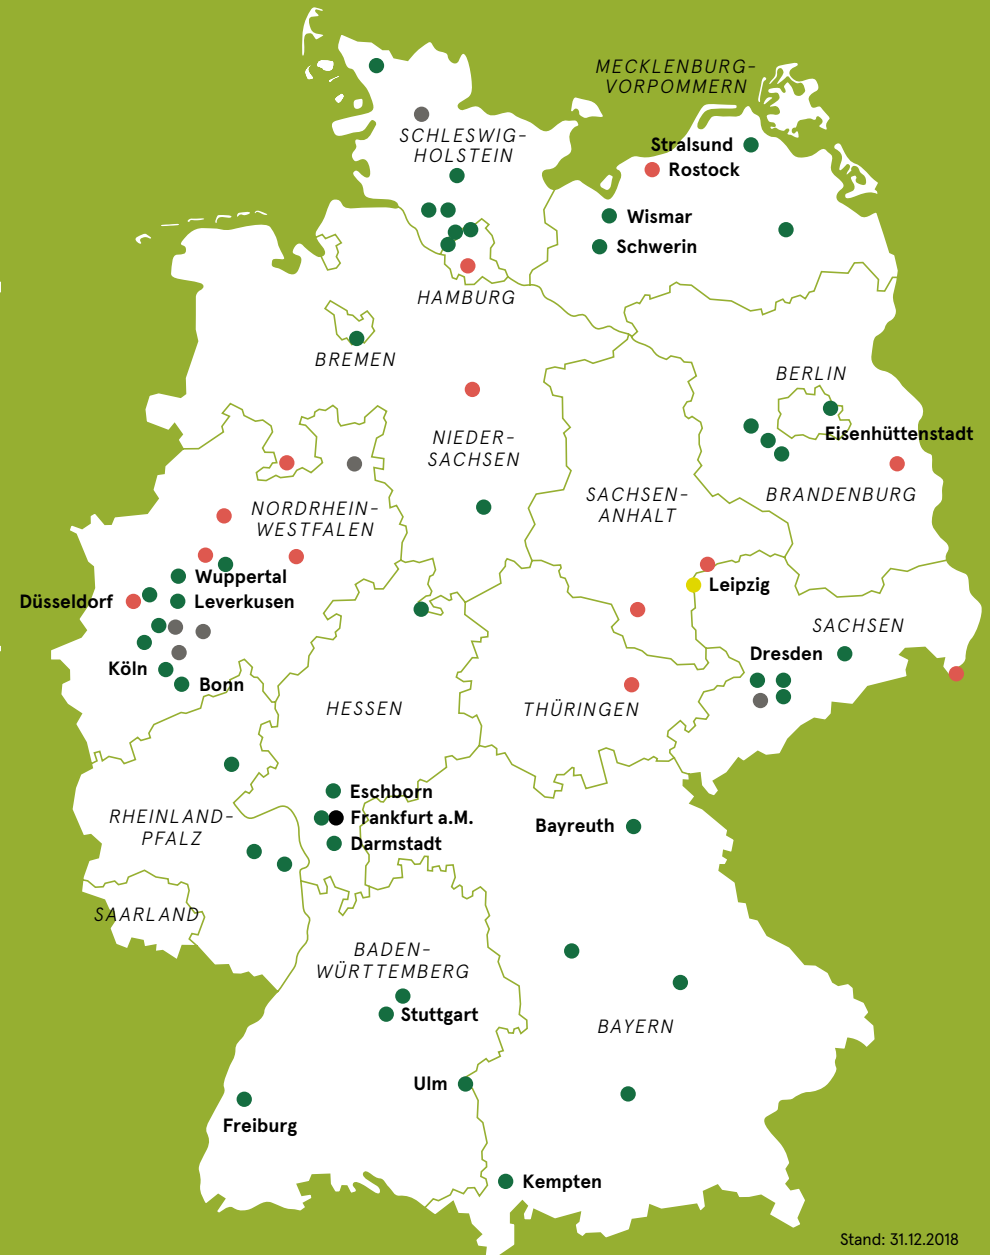 MECKLENBURG-
VORPOMMERN
SCHLESWIG-
HOLSTEIN
Stralsund
Rostock
Wismar
Schwerin
HAMBURG
BREMEN
BERLIN
Eisenhüttenstadt
NIEDER-
SACHSEN
SACHSEN-
ANHALT
BRANDENBURG
NORDRHEIN-
WESTFALEN
Wuppertal
Leipzig
Düsseldorf
Leverkusen
SACHSEN
Dresden
Köln
Bonn
HESSEN
THÜRINGEN
Eschborn
RHEINLAND-
PFALZ
Frankfurt a.M.
Bayreuth
Darmstadt
SAARLAND
BADEN-
WÜRTTEMBERG
Stuttgart
BAYERN
Ulm
Freiburg
Kempten
Stand: 31.12.2018